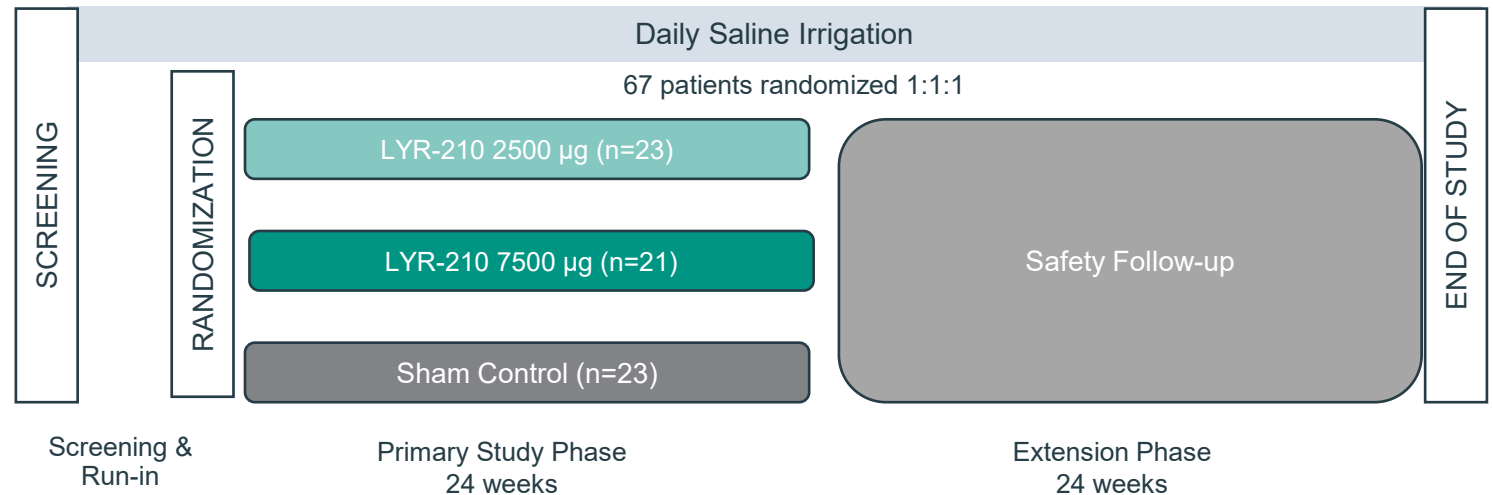 Daily Saline Irrigation
67 patients randomized 1:1:1
SCREENING
RANDOMIZATION
LYR-210 2500 µg (n=23)
LYR-210 7500 µg (n=21)
Sham Control (n=23)
Safety Follow-up
END OF STUDY
Screening &
Run-in
Primary Study Phase
24 weeks
Extension Phase
24 weeks